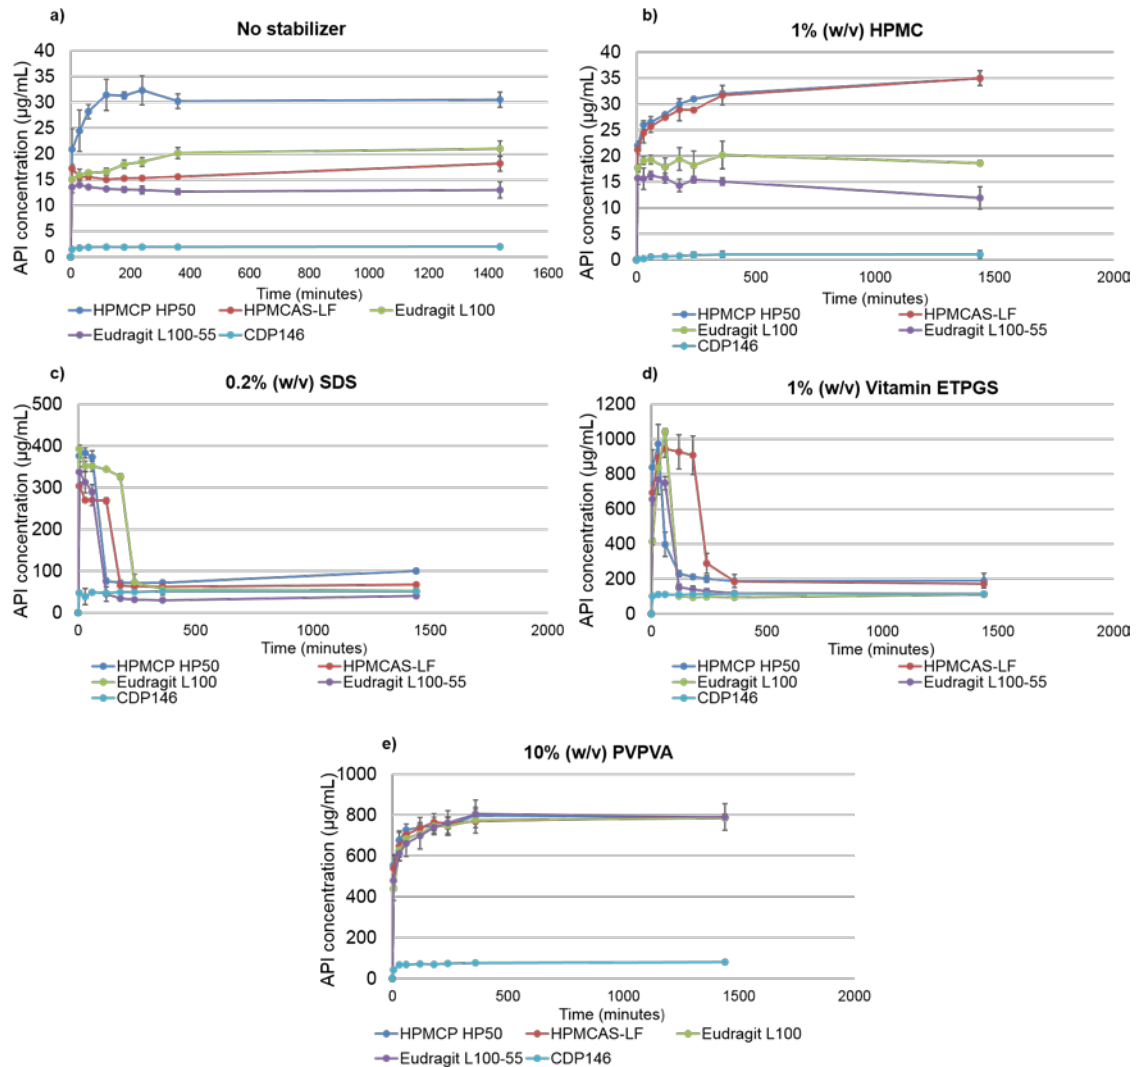 a)
No stabilizer
API concentration (µg/mL)
40
35
30
25
20
15
10
5
0
0 200 400 600 800 1000 1200 1400 1600
Time (minutes)
HPMCP HP50 HPMCAS-LF Eudragit L100
Eudragit L100-55 CDP146
b)
1% (w/v) HPMC
API concentration (µg/mL)
40
35
30
25
20
15
10
5
0
0 500 1000 1500 2000
Time (minutes)
HPMCP HP50 HPMCAS-LF
Eudragit L100 Eudragit L100-55
CDP146
c)
0.2% (w/v) SDS
API concentration (µg/mL)
500
400
300
200
100
0
0 500 1000 1500 2000
Time (minutes)
HPMCP HP50 HPMCAS-LF
Eudragit L100 Eudragit L100-55
CDP146
d)
1% (w/v) Vitamin ETPGS
API concentration (µg/mL)
1200
1000
800
600
400
200
0
0 500 1000 1500 2000
Time (minutes)
HPMCP HP50 HPMCAS-LF
Eudragit L100 Eudragit L100-55
CDP146
e)
10% (w/v) PVPVA
API concentration (µg/mL)
1000
800
600
400
200
0
0 500 1000 1500 2000
Time (minutes)
HPMCP HP50 HPMCAS-LF Eudragit L100
Eudragit L100-55 CDP146